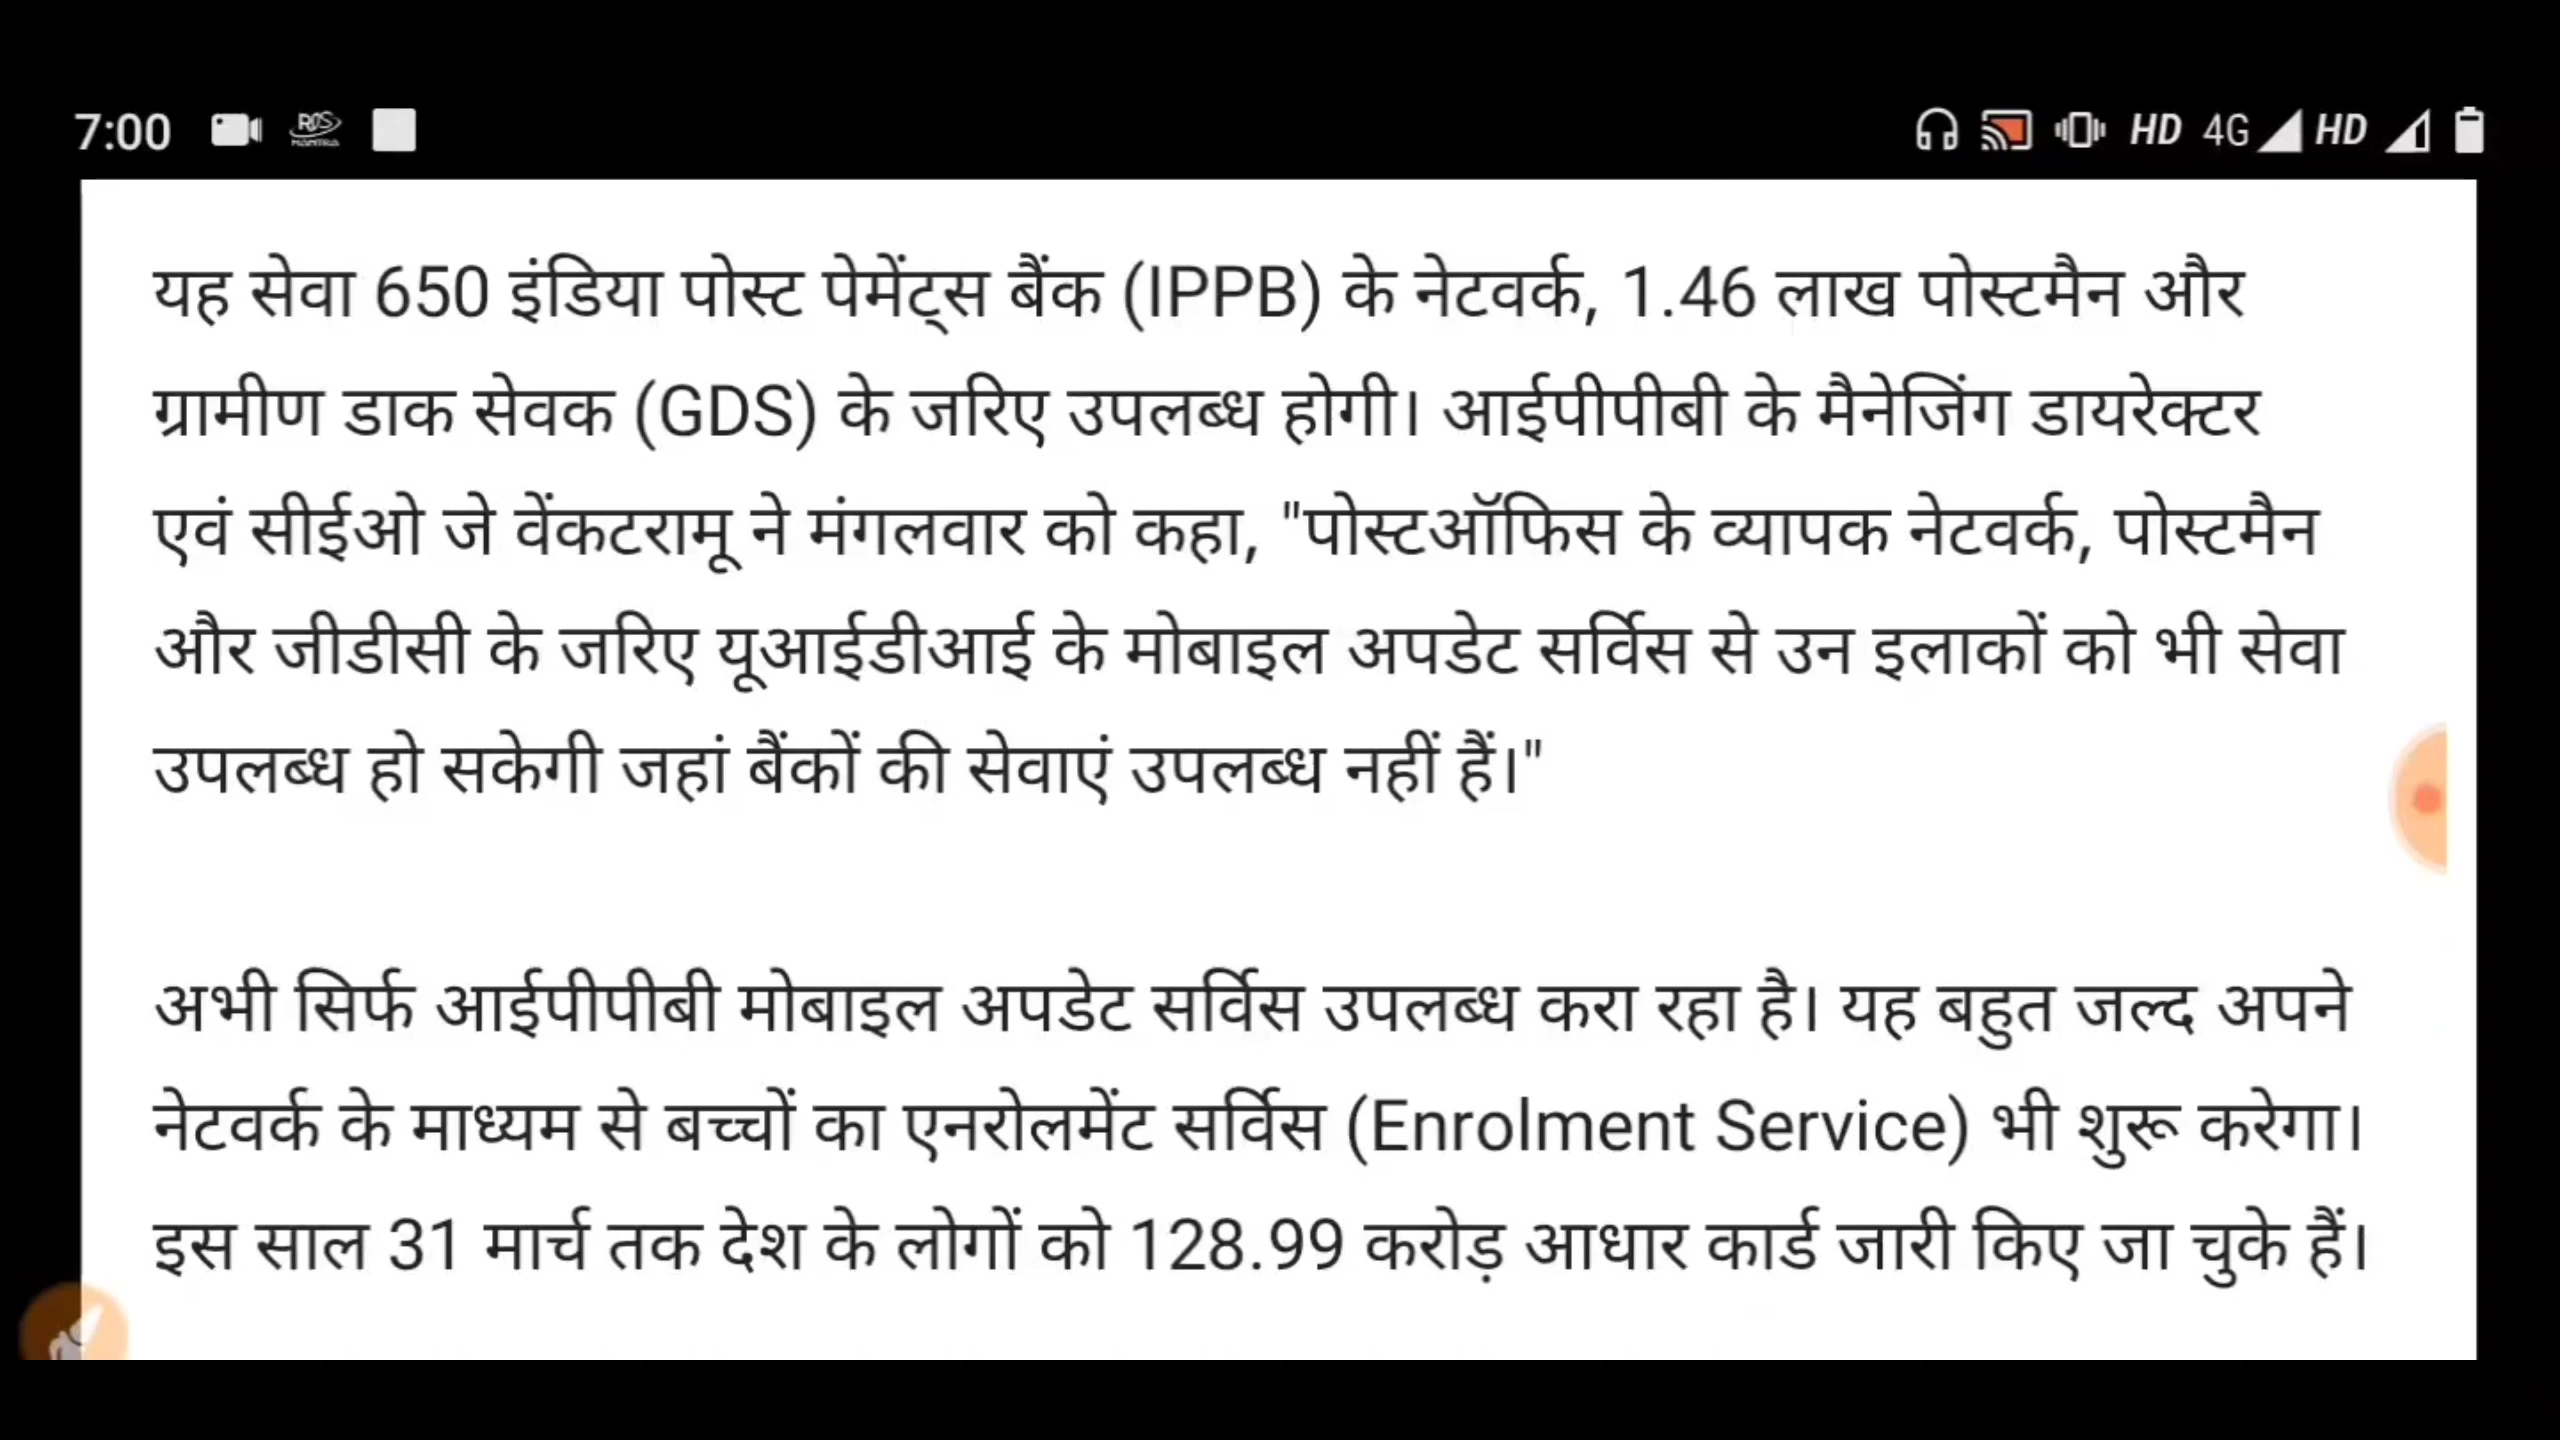 7:00 RDS MANTRA HD 4G HD
यह सेवा 650 इंडिया पोस्ट पेमेंट्स बैंक (IPPB) के नेटवर्क, 1.46 लाख पोस्टमैन और
ग्रामीण डाक सेवक (GDS) के जरिए उपलब्ध होगी। आईपीपीबी के मैनेजिंग डायरेक्टर
एवं सीईओ जे वेंकटरामू ने मंगलवार को कहा, "पोस्टऑफिस के व्यापक नेटवर्क, पोस्टमैन
और जीडीसी के जरिए यूआईडीआई के मोबाइल अपडेट सर्विस से उन इलाकों को भी सेवा
उपलब्ध हो सकेगी जहां बैंकों की सेवाएं उपलब्ध नहीं हैं।"
अभी सिर्फ आईपीपीबी मोबाइल अपडेट सर्विस उपलब्ध करा रहा है। यह बहुत जल्द अपने
नेटवर्क के माध्यम से बच्चों का एनरोलमेंट सर्विस (Enrolment Service) भी शुरू करेगा।
इस साल 31 मार्च तक देश के लोगों को 128.99 करोड़ आधार कार्ड जारी किए जा चुके हैं।